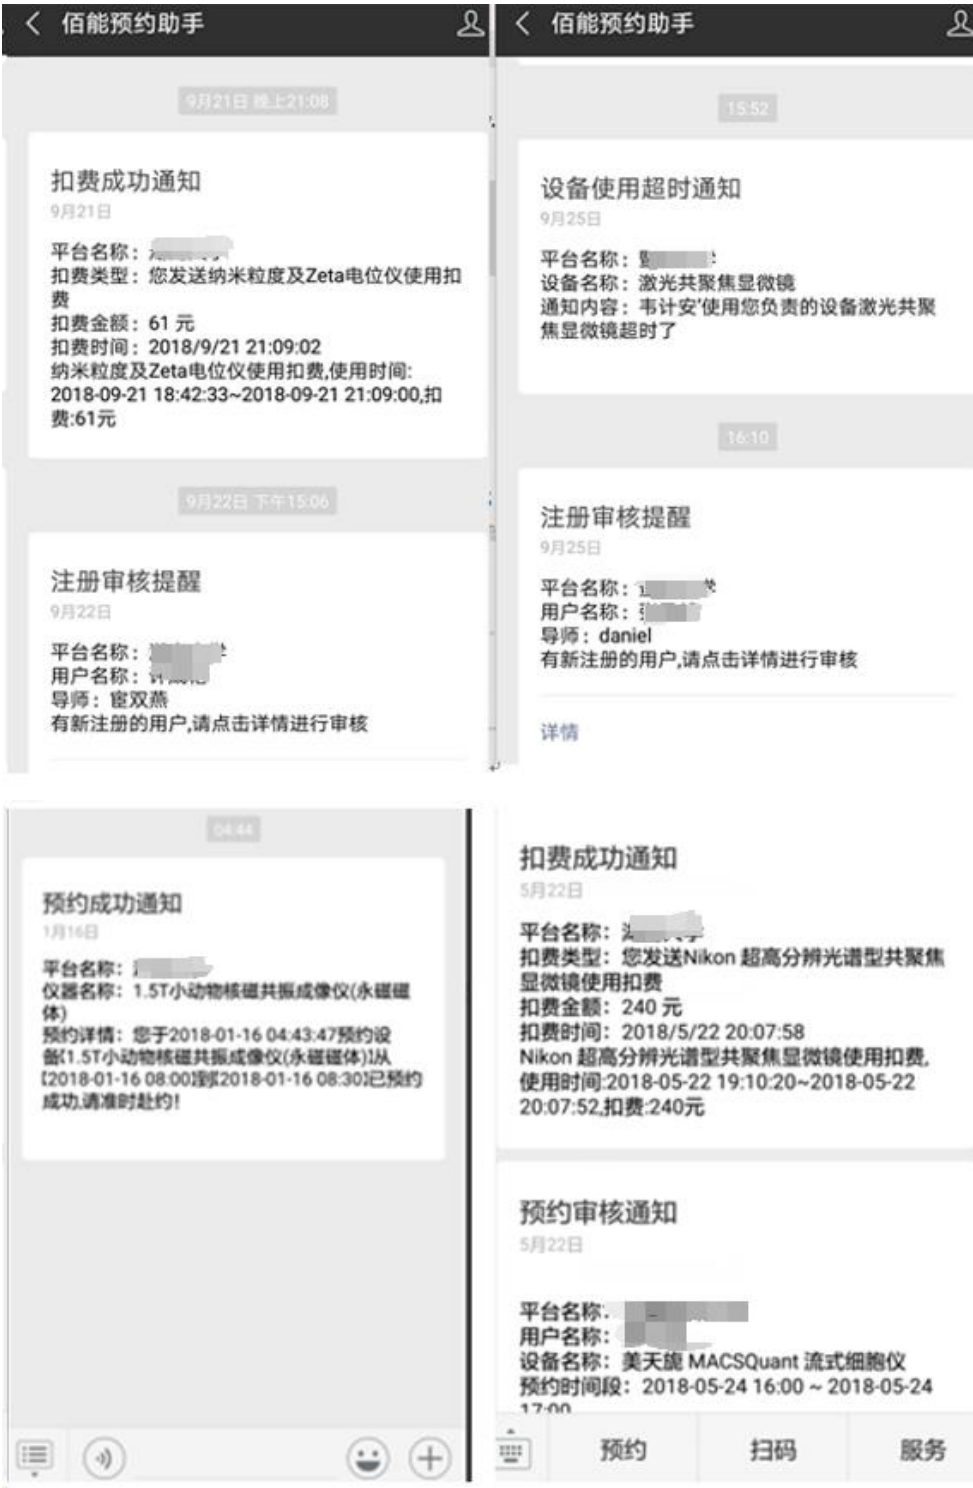 佰能预约助手
9月21日 晚上21:08
扣费成功通知
9月21日
平台名称：
扣费类型：您发送纳米粒度及Zeta电位仪使用扣
费
扣费金额：61 元
扣费时间：2018/9/21 21:09:02
纳米粒度及Zeta电位仪使用扣费,使用时间:
2018-09-21 18:42:33~2018-09-21 21:09:00,扣
费:61元
9月22日 下午15:06
注册审核提醒
9月22日
平台名称：
用户名称：
导师：宦双燕
有新注册的用户,请点击详情进行审核
佰能预约助手
15:52
设备使用超时通知
9月25日
平台名称：
设备名称：激光共聚焦显微镜
通知内容：韦计安'使用您负责的设备激光共聚
焦显微镜超时了
16:10
注册审核提醒
9月25日
平台名称：
用户名称：
导师：daniel
有新注册的用户,请点击详情进行审核
详情
04:44
预约成功通知
1月16日
平台名称：
仪器名称：1.5T小动物核磁共振成像仪(永磁磁
体)
预约详情：您于2018-01-16 04:43:47预约设
备【1.5T小动物核磁共振成像仪(永磁磁体)】从
【2018-01-16 08:00】到【2018-01-16 08:30】已预约
成功,请准时赴约！
扣费成功通知
5月22日
平台名称：
扣费类型：您发送Nikon 超高分辨光谱型共聚焦
显微镜使用扣费
扣费金额：240 元
扣费时间：2018/5/22 20:07:58
Nikon 超高分辨光谱型共聚焦显微镜使用扣费,
使用时间:2018-05-22 19:10:20~2018-05-22
20:07:52,扣费:240元
预约审核通知
5月22日
平台名称：
用户名称：
设备名称：美天旎 MACSQuant 流式细胞仪
预约时间段：2018-05-24 16:00 ~ 2018-05-24
17:00
预约
扫码
服务